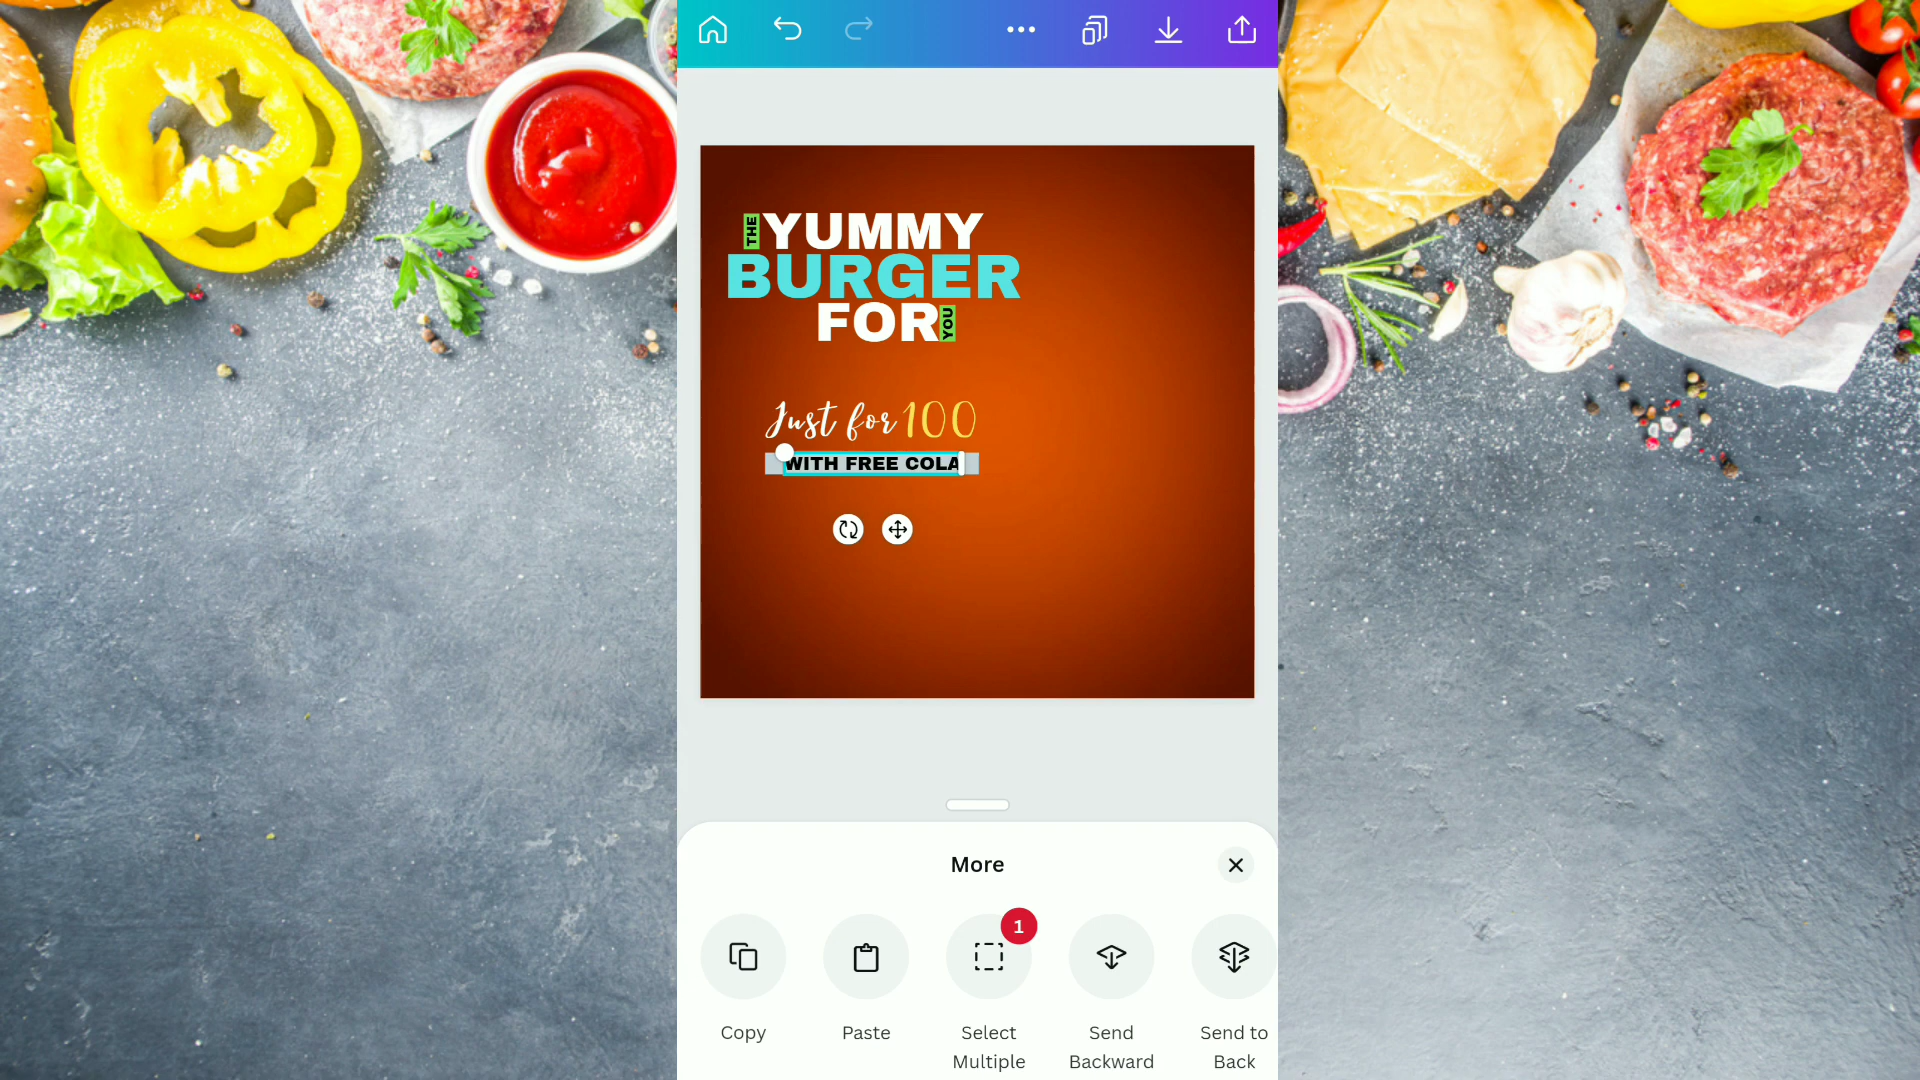 THE
YUMMY
BURGER
FOR
YOU
Just for 100
WITH FREE COLA
More
1
Copy
Paste
Select
Multiple
Send
Backward
Send to
Back